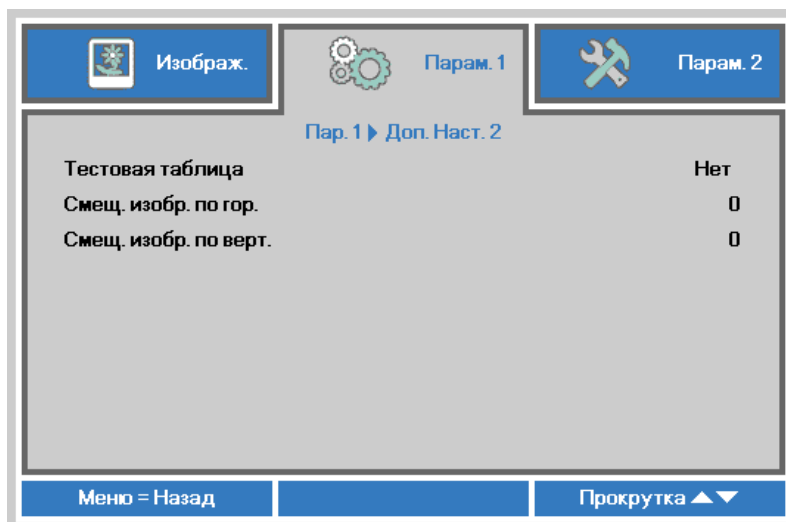 Изображ. Парам. 1 Парам. 2
Пар. 1 ▶ Доп. Наст. 2
Тестовая таблица Нет
Смещ. изобр. по гор. 0
Смещ. изобр. по верт. 0
Меню = Назад Прокрутка ▲▼